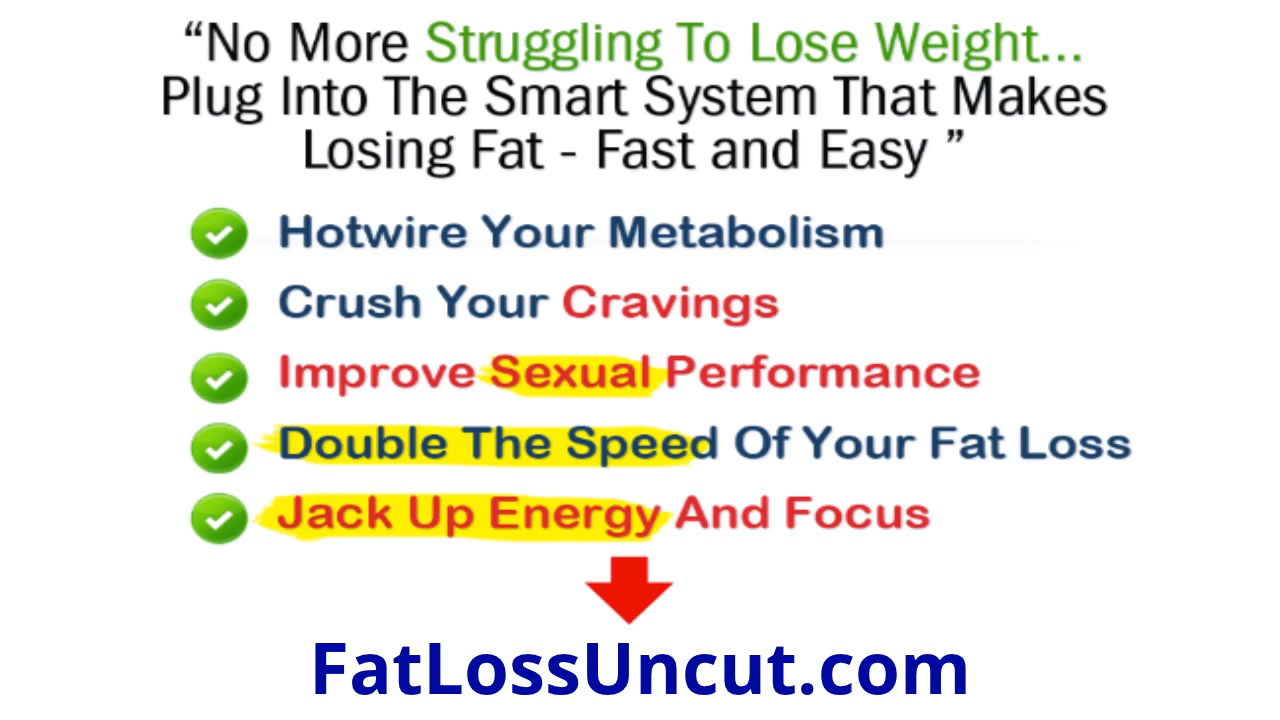 “No More Struggling To Lose Weight...
Plug Into The Smart System That Makes
Losing Fat - Fast and Easy ”
Hotwire Your Metabolism
Crush Your Cravings
Improve Sexual Performance
Double The Speed Of Your Fat Loss
Jack Up Energy And Focus
FatLossUncut.com